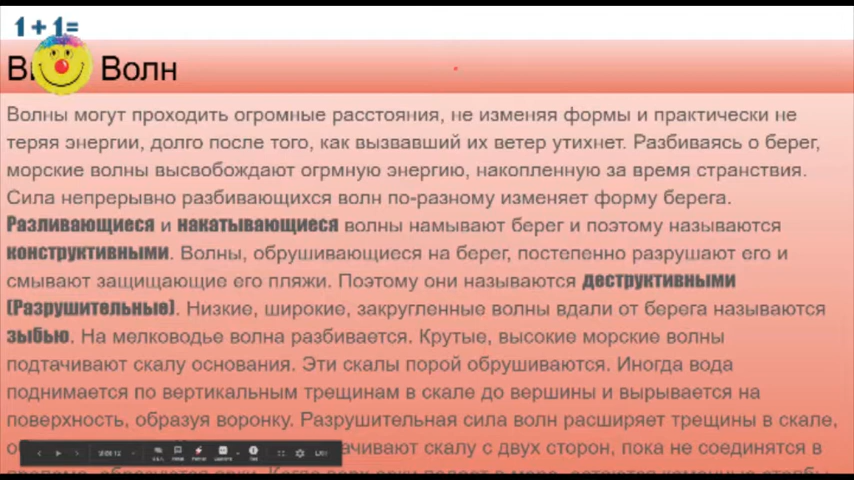 1 + 1=
Волн
Волны могут проходить огромные расстояния, не изменяя формы и практически не
теряя энергии, долго после того, как вызвавший их ветер утихнет. Разбиваясь о берег,
морские волны высвобождают огрмную энергию, накопленную за время странствия.
Сила непрерывно разбивающихся волн по-разному изменяет форму берега.
Разливающиеся и накатывающиеся волны намывают берег и поэтому называются
конструктивными. Волны, обрушивающиеся на берег, постепенно разрушают его и
смывают защищающие его пляжи. Поэтому они называются деструктивными
(Разрушительные). Низкие, широкие, закругленные волны вдали от берега называются
зыбью. На мелководье волна разбивается. Крутые, высокие морские волны
подтачивают скалу основания. Эти скалы порой обрушиваются. Иногда вода
поднимается по вертикальным трещинам в скале до вершины и вырывается на
поверхность, образуя воронку. Разрушительная сила волн расширяет трещины в скале,
скалу с двух сторон, пока не соединятся в